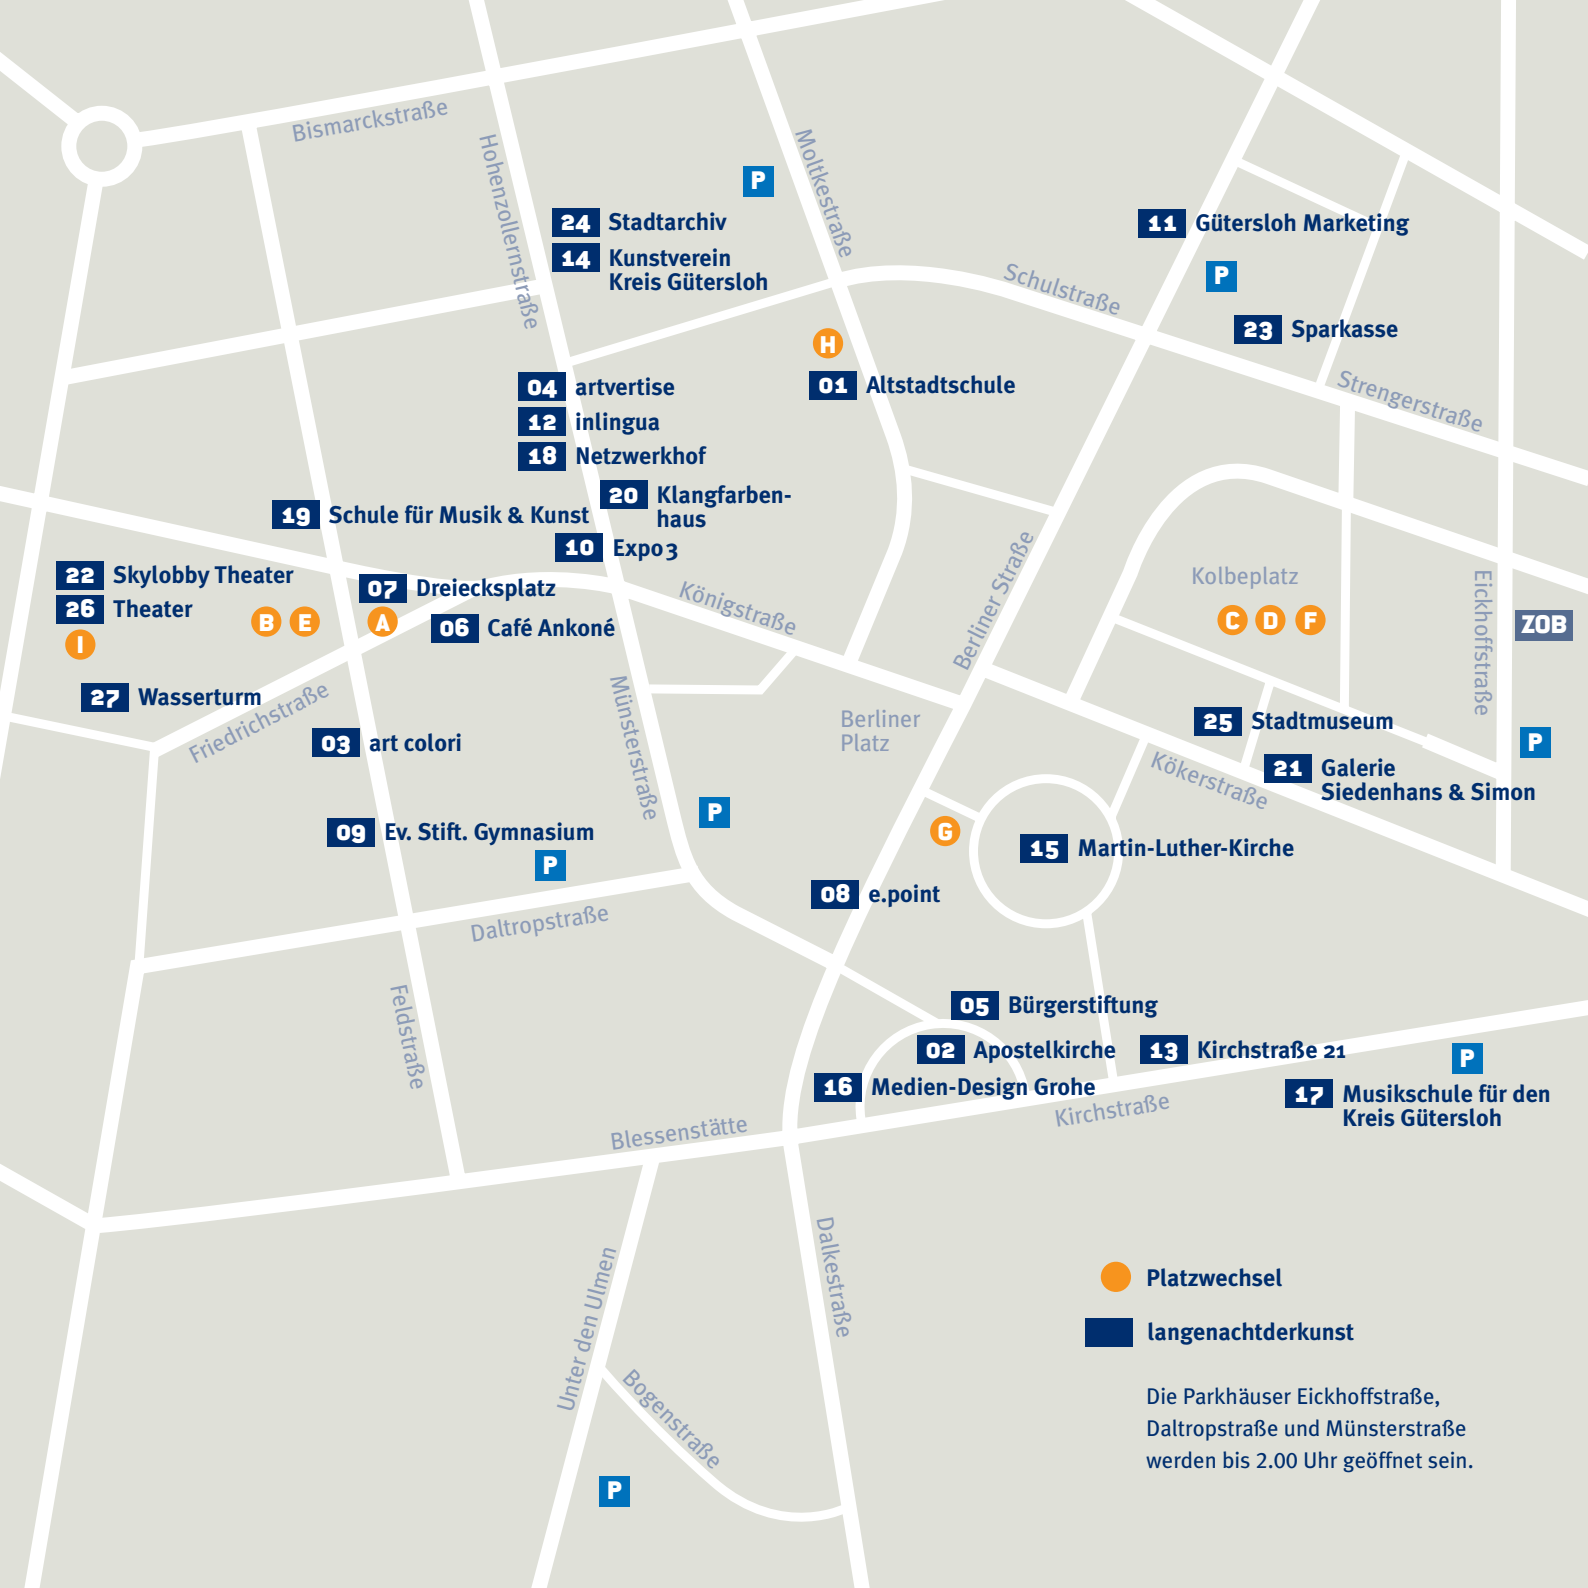 Bismarckstraße
Hohenzollernstraße
Moltkestraße
P
24 Stadtarchiv
14 Kunstverein
Kreis Gütersloh
11 Gütersloh Marketing
P
Schulstraße
23 Sparkasse
H
01 Altstadtschule
Strengerstraße
04 artvertise
12 inlingua
18 Netzwerkhof
20 Klangfarben-
haus
19 Schule für Musik & Kunst
10 Expo3
22 Skylobby Theater
26 Theater
I
B
E
07 Dreiecksplatz
A
06 Café Ankoné
Königstraße
Berliner Straße
Kolbeplatz
C
D
F
Eickhoffstraße
ZOB
27 Wasserturm
Friedrichstraße
03 art colori
Münsterstraße
Berliner
Platz
25 Stadtmuseum
P
Kökerstraße
21 Galerie
Siedenhans & Simon
09 Ev. Stift. Gymnasium
P
P
G
15 Martin-Luther-Kirche
08 e.point
Daltropstraße
Feldstraße
05 Bürgerstiftung
02 Apostelkirche
13 Kirchstraße 21
P
16 Medien-Design Grohe
17 Musikschule für den
Kreis Gütersloh
Kirchstraße
Blessenstätte
Dalkestraße
Unter den Ulmen
Bogenstraße
P
Platzwechsel
langenachtderkunst
Die Parkhäuser Eickhoffstraße,
Daltropstraße und Münsterstraße
werden bis 2.00 Uhr geöffnet sein.